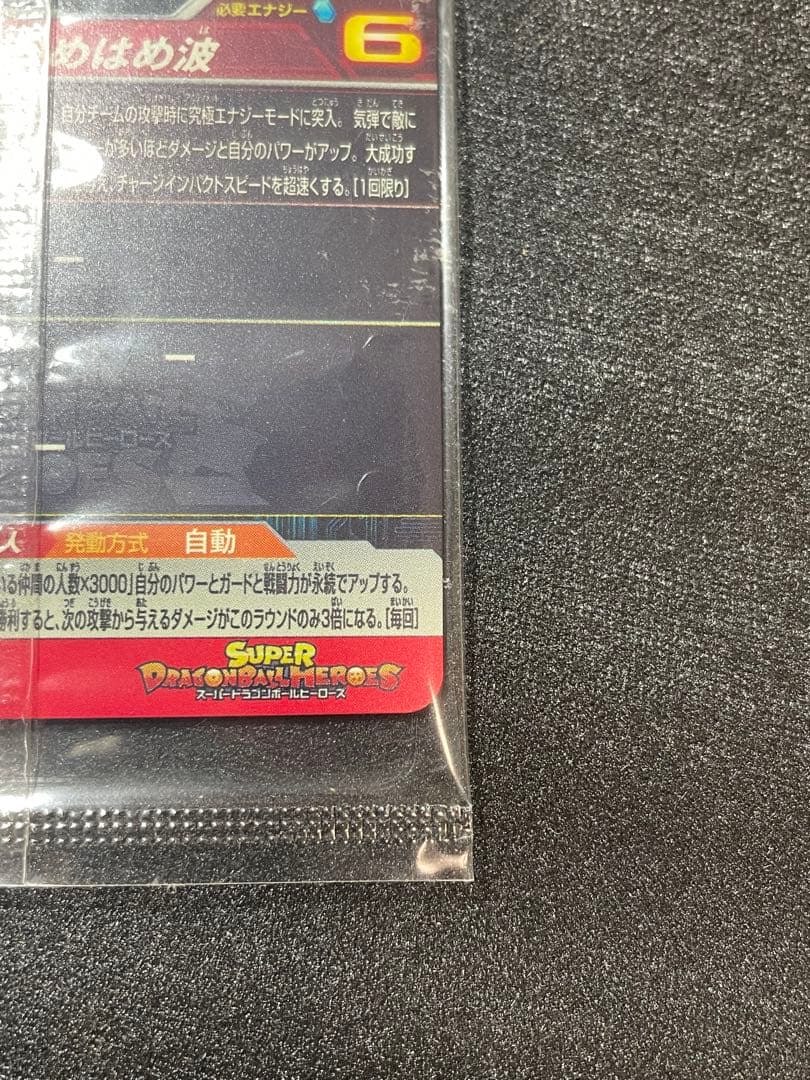 必要エナジー
6
めはめ波
自分チームの攻撃時に究極エナジーモードに突入。気弾で敵に
が多いほどダメージと自分のパワーがアップ。大成功す
チャージインパクトスピードを超速くする。[1回限り]
ルヒーローズ
発動方式 自動
いる仲間の人数×3000」自分のパワーとガードと戦闘力が永続でアップする。
勝利すると、次の攻撃から与えるダメージがこのラウンドのみ3倍になる。[毎回]
SUPER
DRAGONBALL HEROES
スーパードラゴンボールヒーローズ